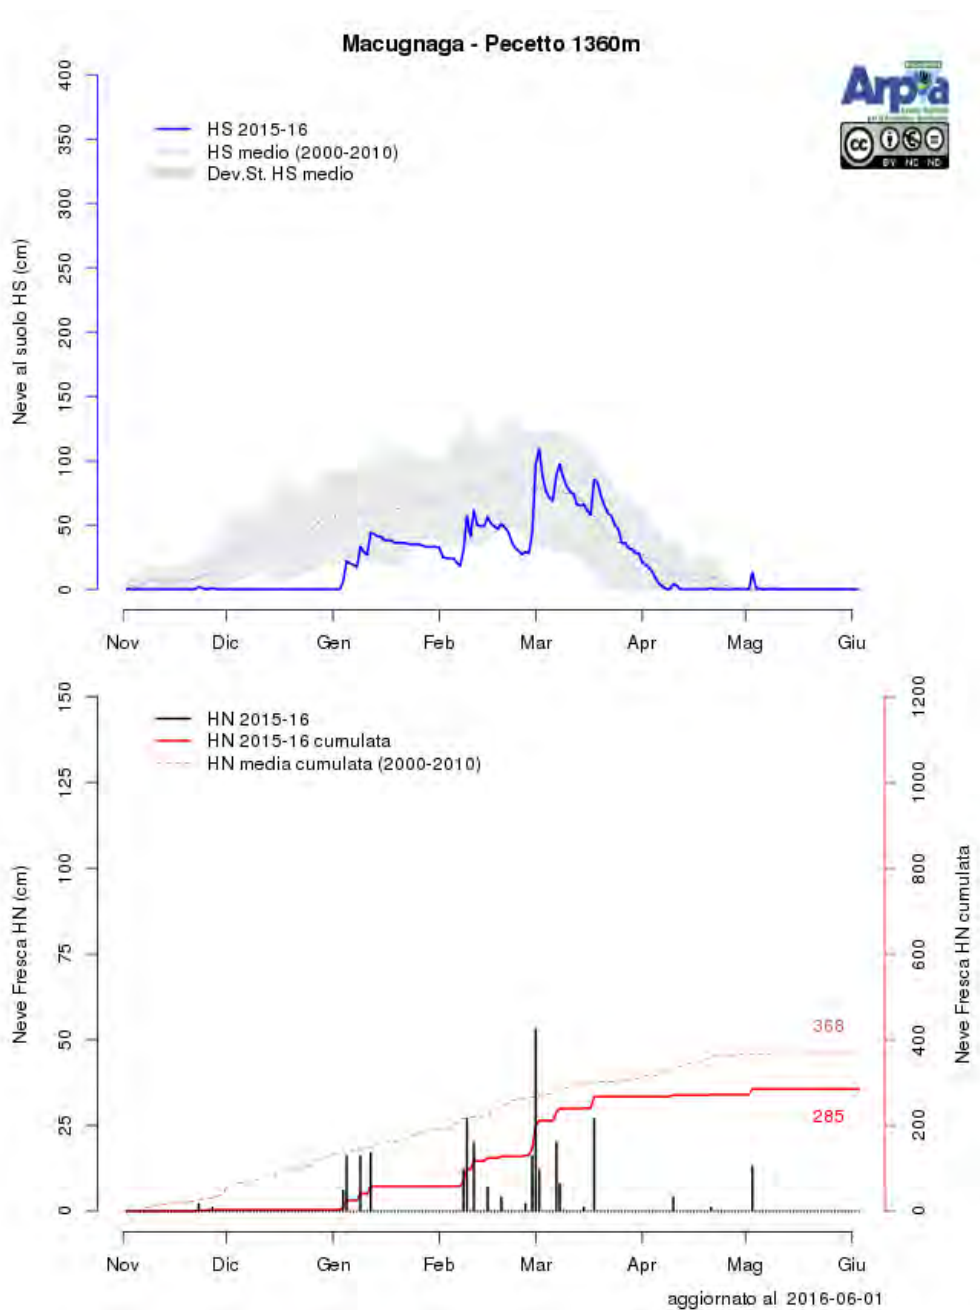 Macugnaga - Pecetto 1360m
Arpa
cc
BY NC ND
HS 2015-16
HS medio (2000-2010)
Dev.St. HS medio
Neve al suolo HS (cm)
400
350
300
250
200
150
100
50
0
Nov Dic Gen Feb Mar Apr Mag Giu
HN 2015-16
HN 2015-16 cumulata
HN media cumulata (2000-2010)
Neve Fresca HN (cm)
150
125
100
75
50
25
0
368
285
1200
1000
800
600
400
200
0
Neve Fresca HN cumulata
Nov Dic Gen Feb Mar Apr Mag Giu
aggiornato al 2016-06-01